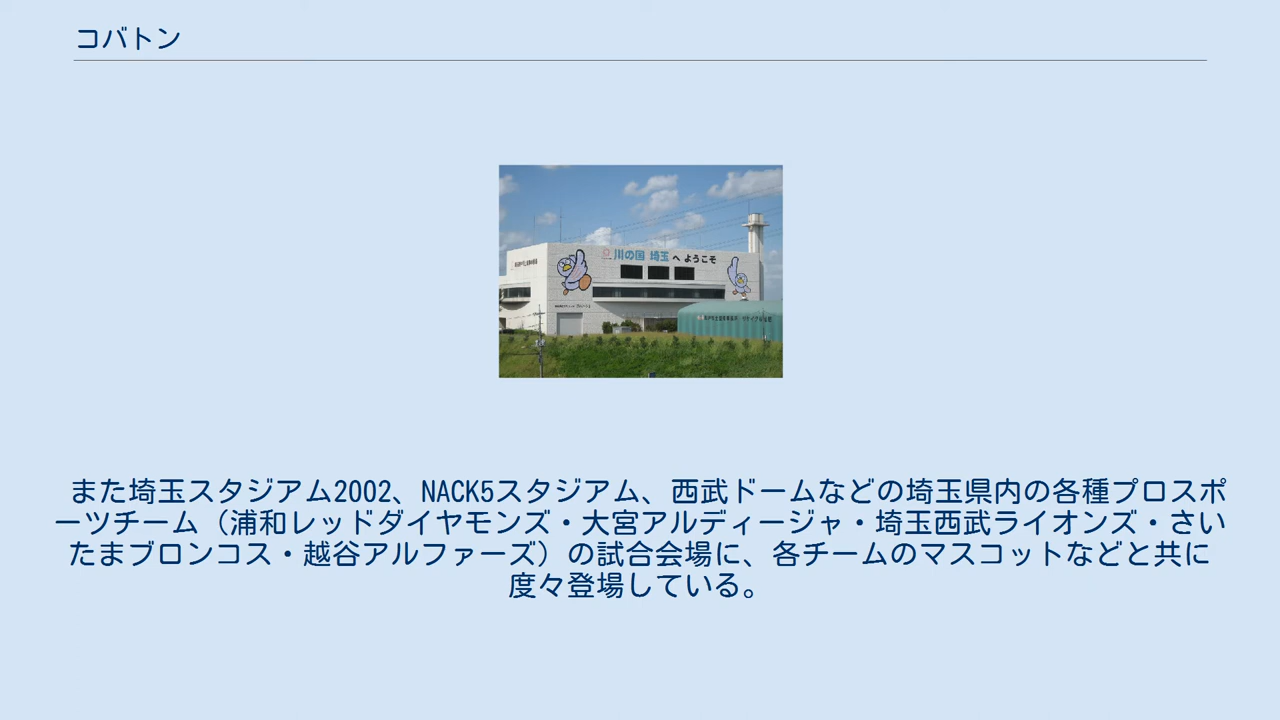 コバトン
川の国 埼玉 へ ようこそ
また埼玉スタジアム2002、NACK5スタジアム、西武ドームなどの埼玉県内の各種プロスポ
ーツチーム（浦和レッドダイヤモンズ・大宮アルディージャ・埼玉西武ライオンズ・さい
たまブロンコス・越谷アルファーズ）の試合会場に、各チームのマスコットなどと共に
度々登場している。